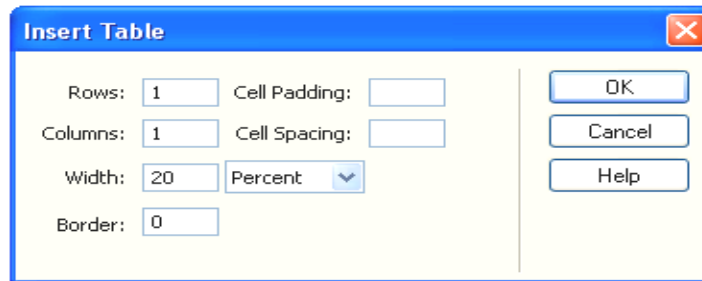 Insert Table
Rows: 1 Cell Padding: OK
Columns: 1 Cell Spacing: Cancel
Width: 20 Percent Help
Border: 0